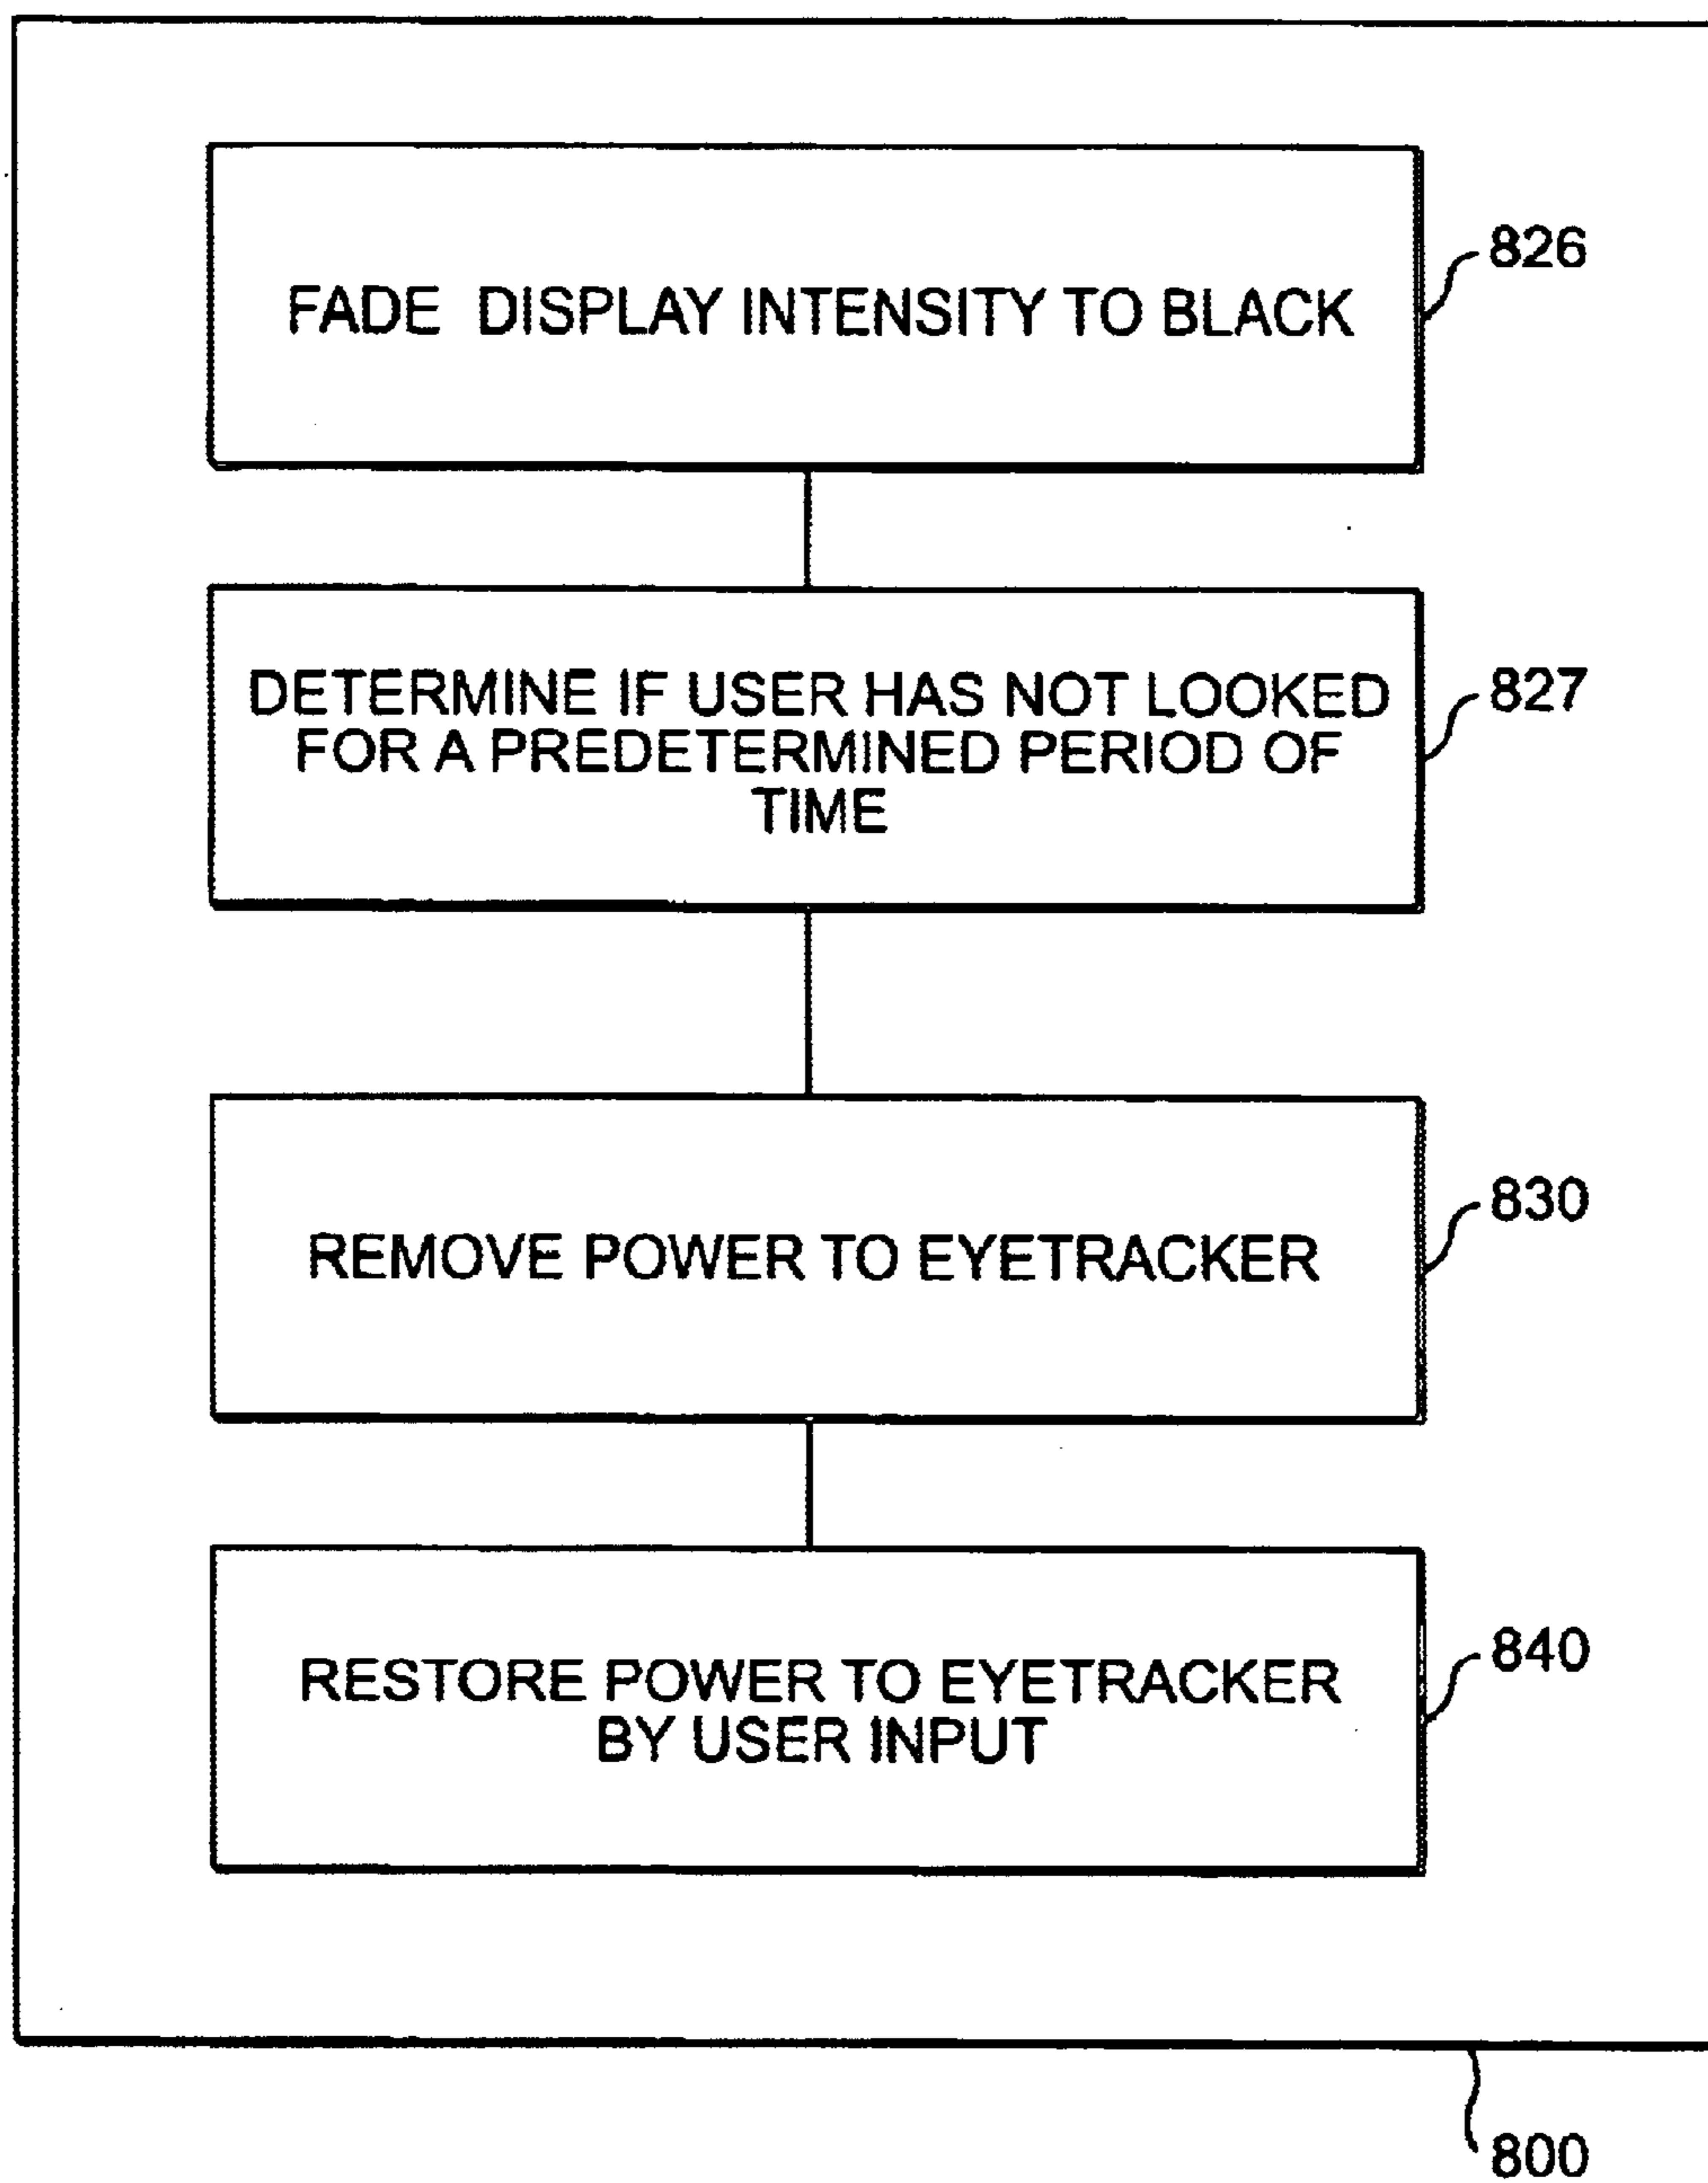 FADE DISPLAY INTENSITY TO BLACK
826
DETERMINE IF USER HAS NOT LOOKED
FOR A PREDETERMINED PERIOD OF
TIME
827
REMOVE POWER TO EYETRACKER
830
RESTORE POWER TO EYETRACKER
BY USER INPUT
840
800